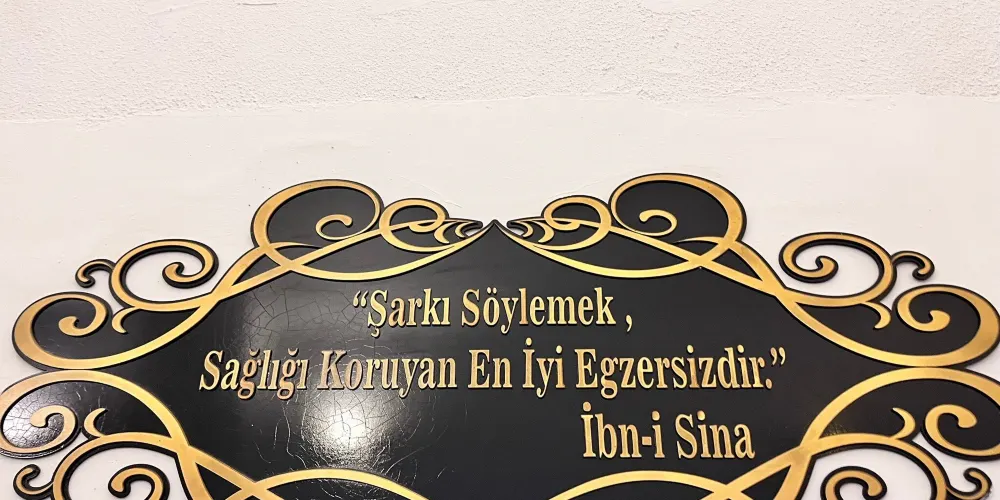 “Şarkı Söylemek ,
Sağlığı Koruyan En İyi Egzersizdir.”
İbn-i Sina